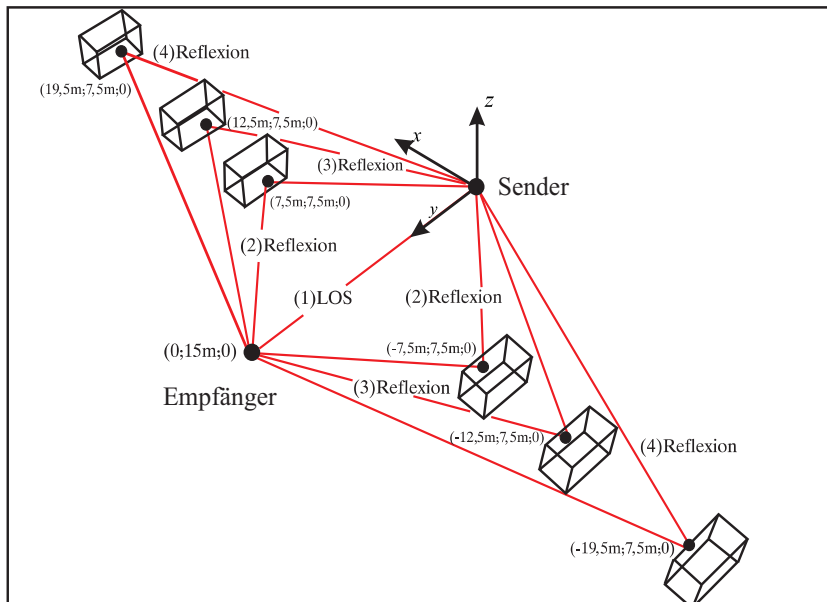 (4)Reflexion
(19,5m;7,5m;0)
z
(12,5m;7,5m;0)
x
(3)Reflexion
Sender
(7,5m;7,5m;0)
y
(2)Reflexion
(1)LOS
(2)Reflexion
(0;15m;0)
(-7,5m;7,5m;0)
Empfänger
(3)Reflexion
(-12,5m;7,5m;0)
(4)Reflexion
(-19,5m;7,5m;0)